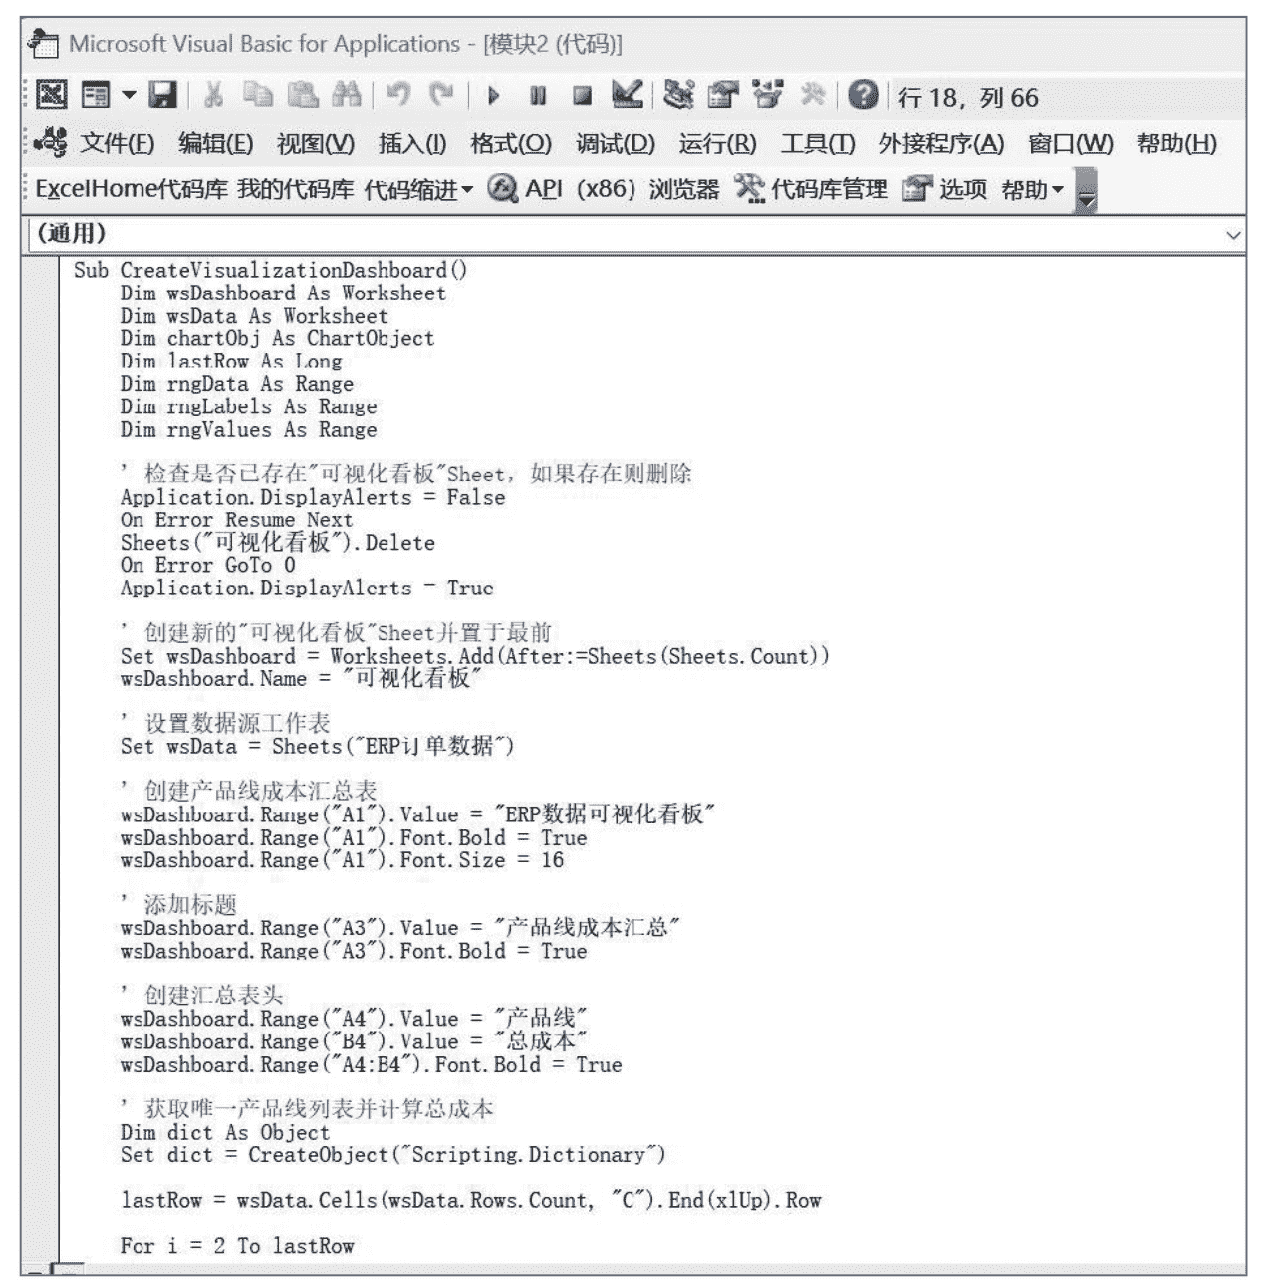 Microsoft Visual Basic for Applications - [模块2 (代码)]
行 18，列 66
文件(F) 编辑(E) 视图(V) 插入(I) 格式(O) 调试(D) 运行(R) 工具(T) 外接程序(A) 窗口(W) 帮助(H)
ExcelHome代码库 我的代码库 代码缩进 API (x86) 浏览器 代码库管理 选项 帮助
(通用)
Sub CreateVisualizationDashboard()
Dim wsDashboard As Worksheet
Dim wsData As Worksheet
Dim chartObj As ChartObject
Dim lastRow As Long
Dim rngData As Range
Dim rngLabels As Range
Dim rngValues As Range
' 检查是否已存在"可视化看板"Sheet，如果存在则删除
Application.DisplayAlerts = False
On Error Resume Next
Sheets("可视化看板").Delete
On Error GoTo 0
Application.DisplayAlerts = True
' 创建新的"可视化看板"Sheet并置于最前
Set wsDashboard = Worksheets.Add(After:=Sheets(Sheets.Count))
wsDashboard.Name = "可视化看板"
' 设置数据源工作表
Set wsData = Sheets("ERP订单数据")
' 创建产品线成本汇总表
wsDashboard.Range("A1").Value = "ERP数据可视化看板"
wsDashboard.Range("A1").Font.Bold = True
wsDashboard.Range("A1").Font.Size = 16
' 添加标题
wsDashboard.Range("A3").Value = "产品线成本汇总"
wsDashboard.Range("A3").Font.Bold = True
' 创建汇总表头
wsDashboard.Range("A4").Value = "产品线"
wsDashboard.Range("B4").Value = "总成本"
wsDashboard.Range("A4:B4").Font.Bold = True
' 获取唯一产品线列表并计算总成本
Dim dict As Object
Set dict = CreateObject("Scripting.Dictionary")
lastRow = wsData.Cells(wsData.Rows.Count, "C").End(xlUp).Row
For i = 2 To lastRow